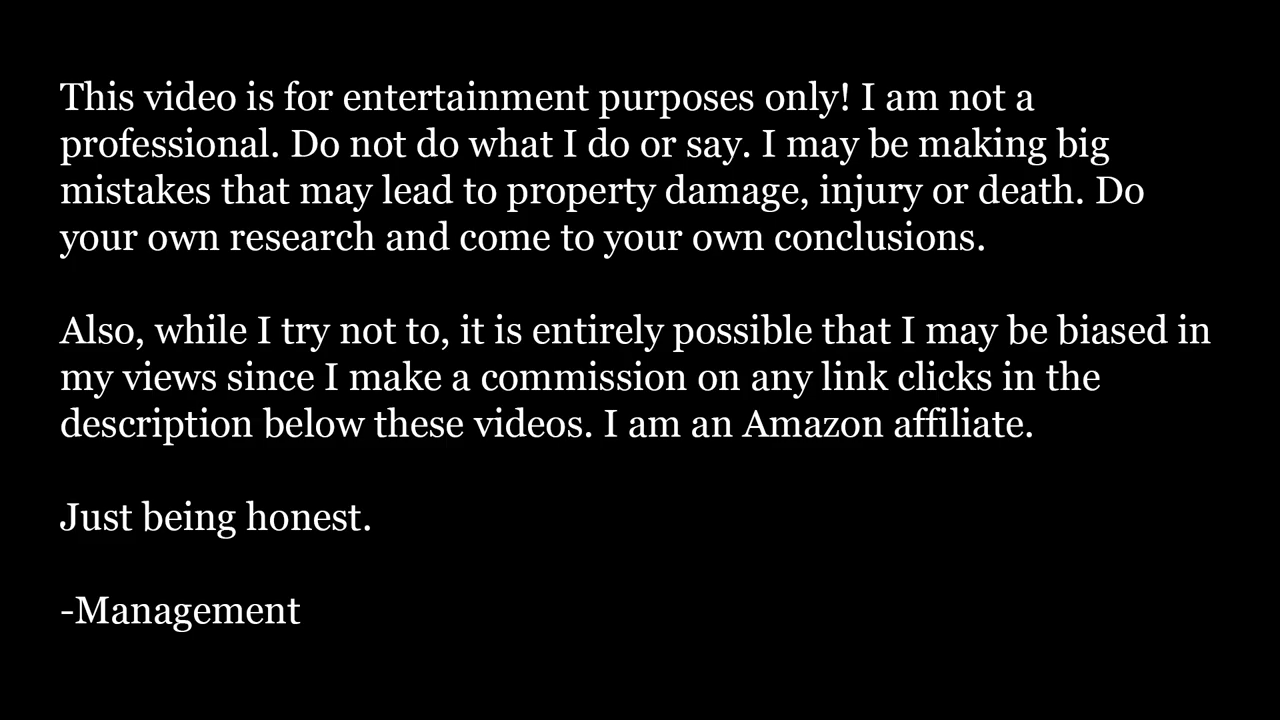 This video is for entertainment purposes only! I am not a
professional. Do not do what I do or say. I may be making big
mistakes that may lead to property damage, injury or death. Do
your own research and come to your own conclusions.
Also, while I try not to, it is entirely possible that I may be biased in
my views since I make a commission on any link clicks in the
description below these videos. I am an Amazon affiliate.
Just being honest.
-Management